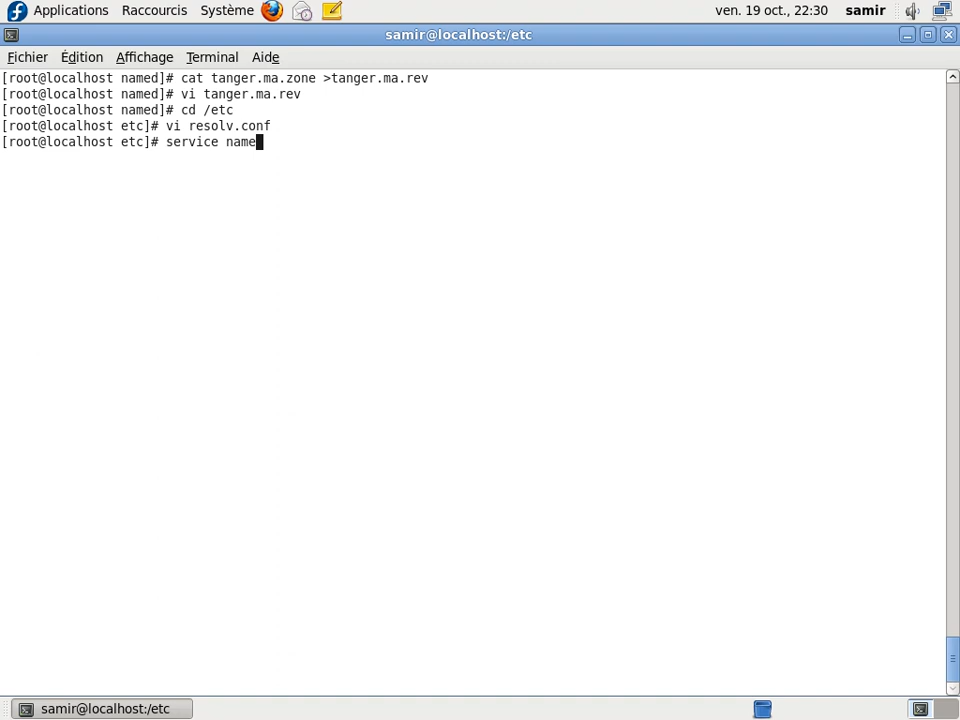 Applications Raccourcis Système ven. 19 oct., 22:30 samir
samir@localhost:/etc
Fichier Édition Affichage Terminal Aide
[root@localhost named]# cat tanger.ma.zone >tanger.ma.rev
[root@localhost named]# vi tanger.ma.rev
[root@localhost named]# cd /etc
[root@localhost etc]# vi resolv.conf
[root@localhost etc]# service name
samir@localhost:/etc